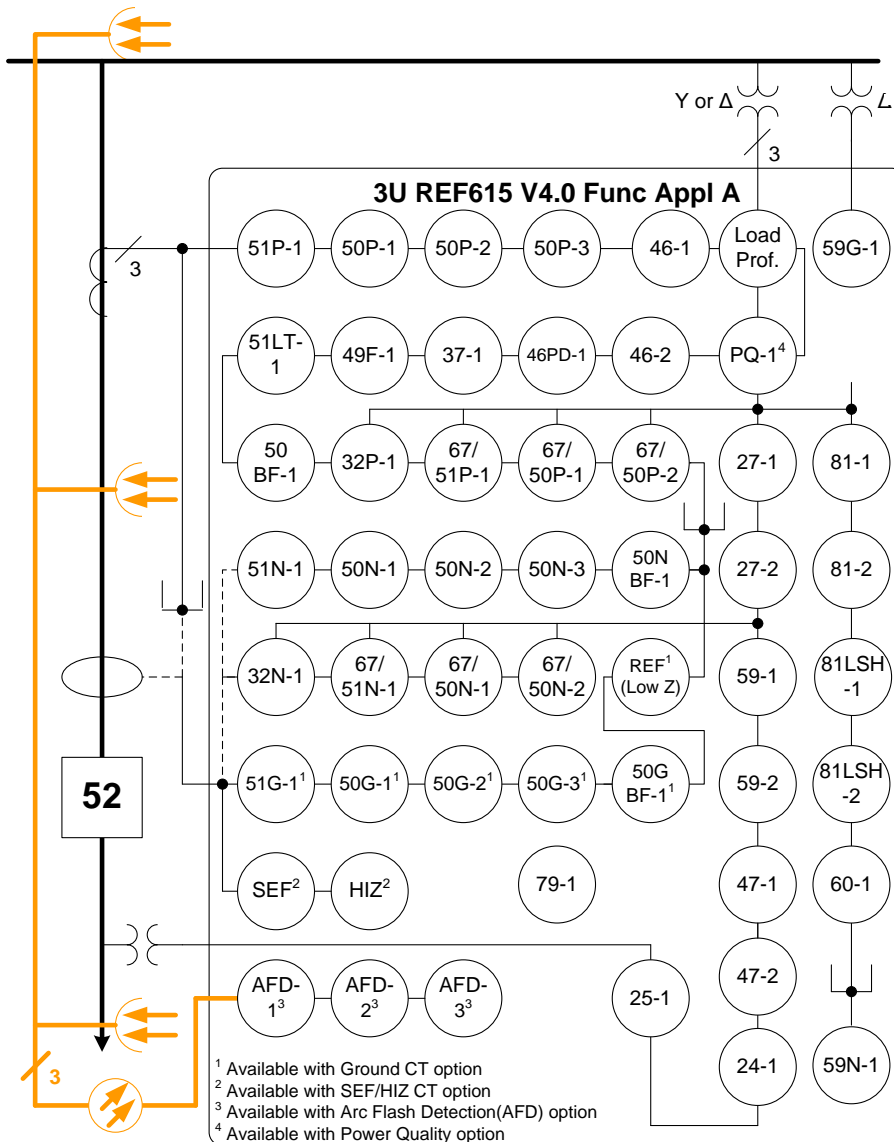 Y or Δ
3
3U REF615 V4.0 Func Appl A
3
51P-1
50P-1
50P-2
50P-3
46-1
Load
Prof.
59G-1
51LT-
1
49F-1
37-1
46PD-1
46-2
PQ-1⁴
50
BF-1
32P-1
67/
51P-1
67/
50P-1
67/
50P-2
27-1
81-1
51N-1
50N-1
50N-2
50N-3
50N
BF-1
27-2
81-2
32N-1
67/
51N-1
67/
50N-1
67/
50N-2
REF¹
(Low Z)
59-1
81LSH
-1
52
51G-1¹
50G-1¹
50G-2¹
50G-3¹
50G
BF-1¹
59-2
81LSH
-2
SEF²
HIZ²
79-1
47-1
60-1
AFD-
1³
AFD-
2³
AFD-
3³
25-1
47-2
24-1
59N-1
3
¹ Available with Ground CT option
² Available with SEF/HIZ CT option
³ Available with Arc Flash Detection(AFD) option
⁴ Available with Power Quality option